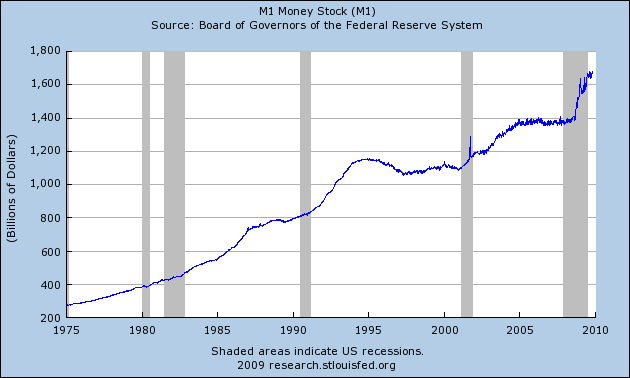 M1 Money Stock (M1)
Source: Board of Governors of the Federal Reserve System
(Billions of Dollars)
1,800
1,600
1,400
1,200
1,000
800
600
400
200
1975 1980 1985 1990 1995 2000 2005 2010
Shaded areas indicate US recessions.
2009 research.stlouisfed.org